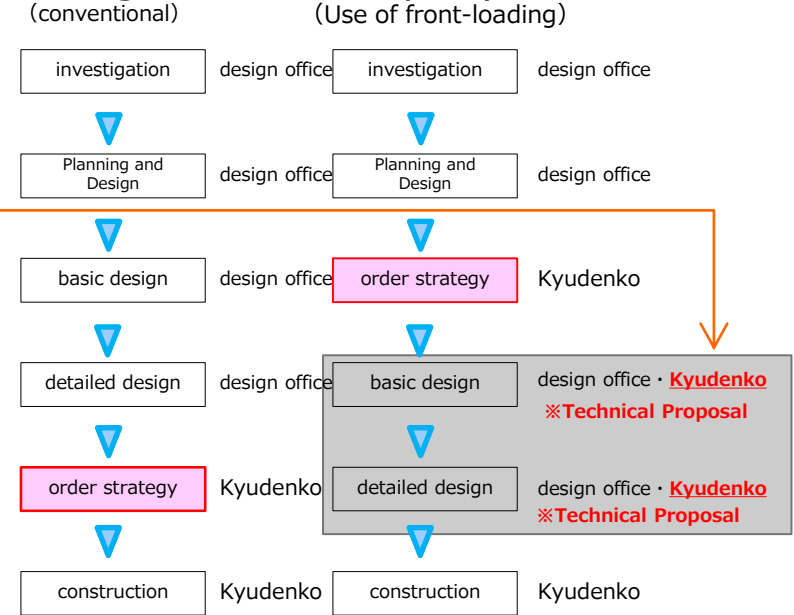 (conventional)
(Use of front-loading)
investigation
design office
investigation
design office
Planning and
Design
design office
Planning and
Design
design office
basic design
design office
order strategy
Kyudenko
detailed design
design office
basic design
design office・Kyudenko
※Technical Proposal
order strategy
Kyudenko
detailed design
design office・Kyudenko
※Technical Proposal
construction
Kyudenko
construction
Kyudenko